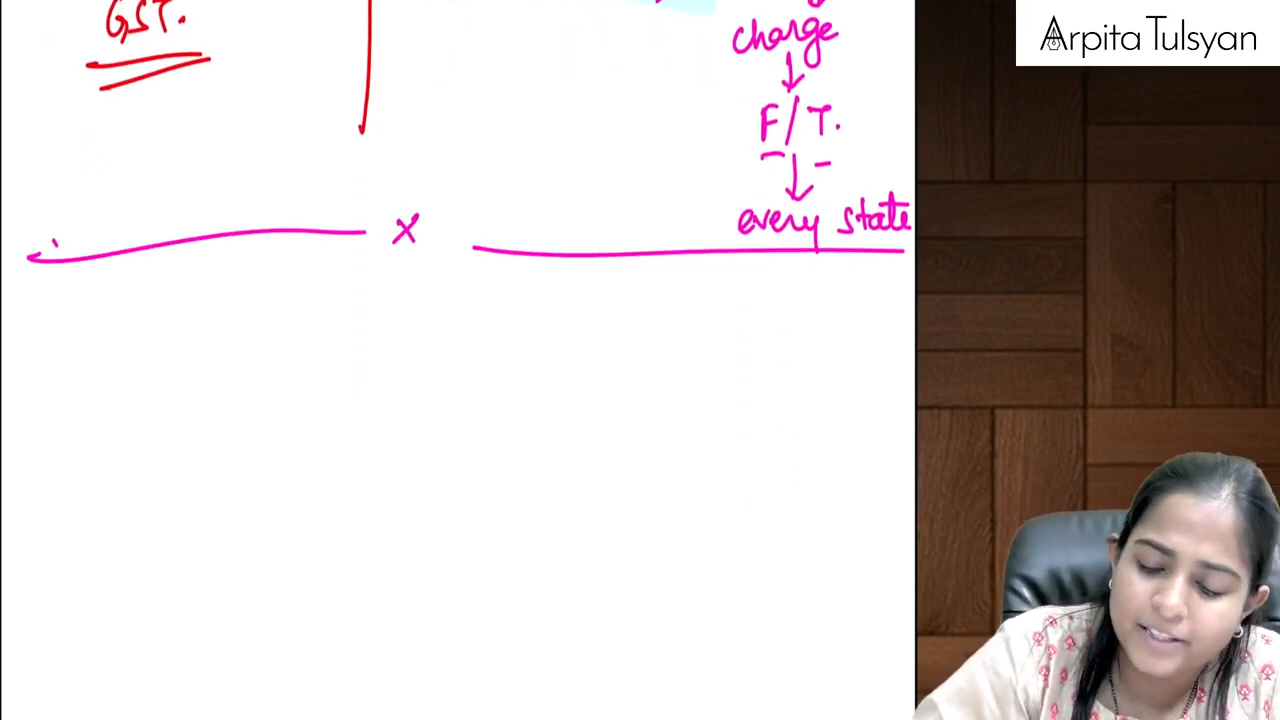 GST.
charge
F/T.
every state
x
Arpita Tulsyan